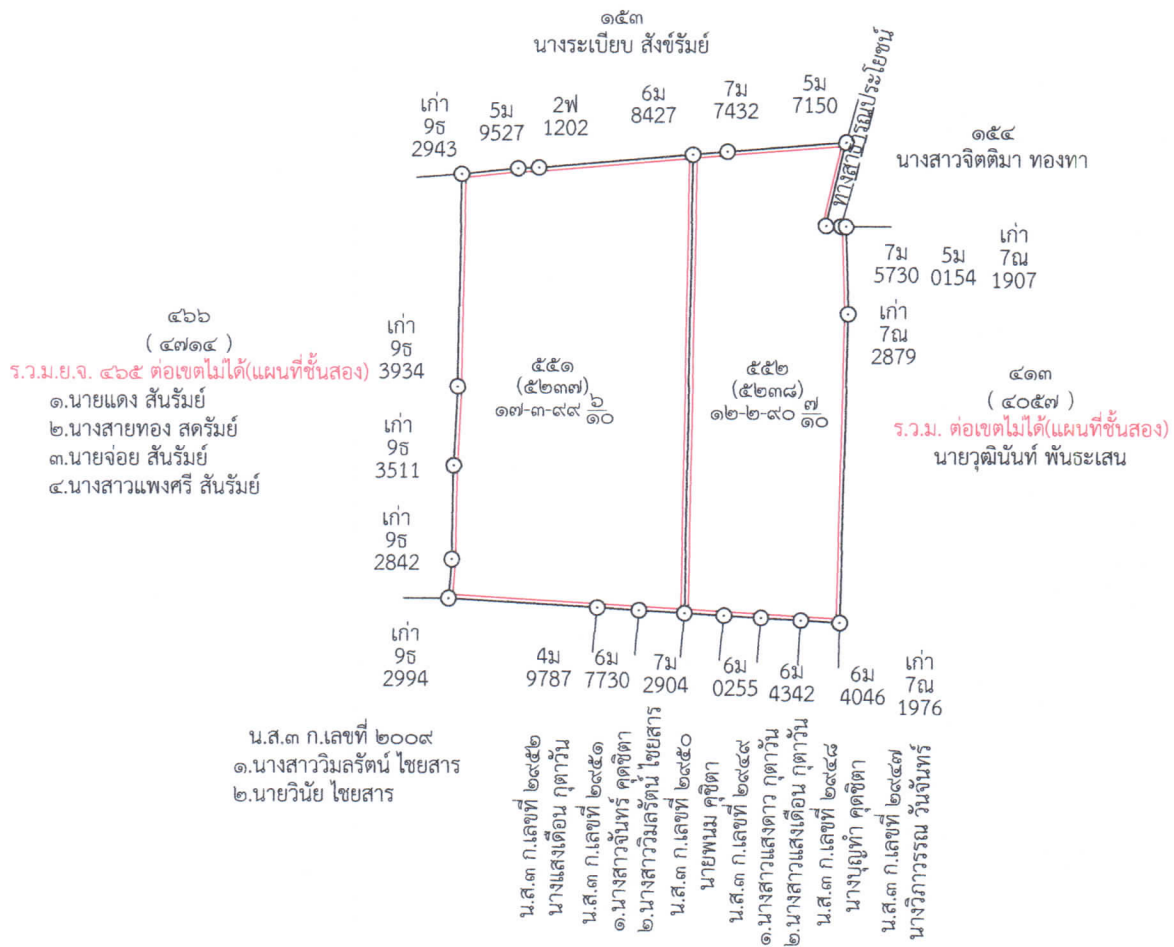 ๑๕๓
นางระเบียบ สังข์รัมย์
เก่า
9ธ
2943
5ม
9527
2ฟ
1202
6ม
8427
7ม
7432
5ม
7150
ทางสาธารณประโยชน์
๑๕๔
นางสาวจิตติมา ทองทา
7ม
5730
5ม
0154
เก่า
7ณ
1907
เก่า
7ณ
2879
๔๖๖
( ๔๗๑๔ )
ร.ว.ม.ย.จ. ๔๖๕ ต่อเขตไม่ได้(แผนที่ชั้นสอง)
๑.นายแดง สันรัมย์
๒.นางสายทอง สดรัมย์
๓.นายจ่อย สันรัมย์
๔.นางสาวแพงศรี สันรัมย์
เก่า
9ธ
3934
เก่า
9ธ
3511
เก่า
9ธ
2842
๕๕๑
(๕๒๓๗)
๑๗-๓-๙๙ ๖/๑๐
๕๕๒
(๕๒๓๘)
๑๒-๒-๙๐ ๗/๑๐
๔๑๓
( ๔๐๕๗ )
ร.ว.ม. ต่อเขตไม่ได้(แผนที่ชั้นสอง)
นายวุฒินันท์ พันธะเสน
เก่า
9ธ
2994
4ม
9787
6ม
7730
7ม
2904
6ม
0255
6ม
4342
6ม
4046
เก่า
7ณ
1976
น.ส.๓ ก.เลขที่ ๒๐๐๙
๑.นางสาววิมลรัตน์ ไชยสาร
๒.นายวินัย ไชยสาร
น.ส.๓ ก.เลขที่ ๒๙๕๒
นางแสงเดือน กุตาวัน
น.ส.๓ ก.เลขที่ ๒๙๕๑
๑.นางสาวจันทร์ คุดชิตา
๒.นางสาววิมลรัตน์ ไชยสาร
น.ส.๓ ก.เลขที่ ๒๙๕๐
นายพนม คุชิตา
น.ส.๓ ก.เลขที่ ๒๙๔๙
๑.นางสาวแสงดาว กุตาวัน
๒.นางสาวแสงเดือน กุตาวัน
น.ส.๓ ก.เลขที่ ๒๙๔๘
นางบุญทำ คุดชิตา
น.ส.๓ ก.เลขที่ ๒๙๔๗
นางวิภาวรรณ วันจันทร์